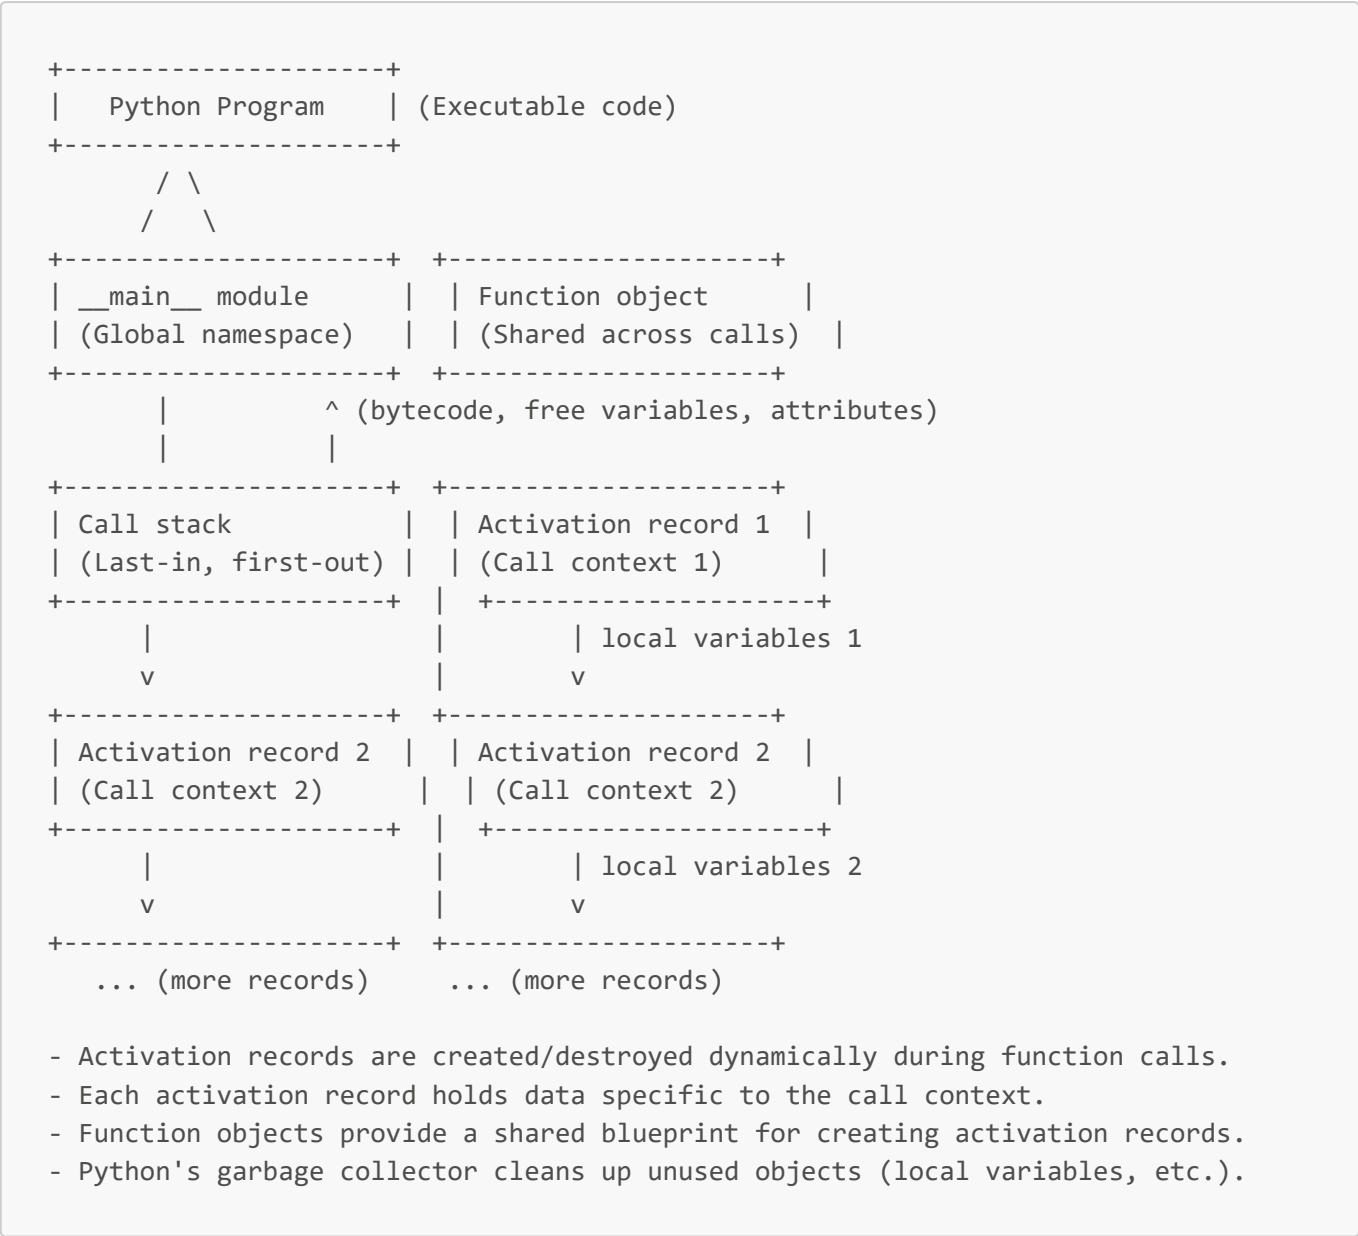 +---------------------+
|   Python Program    | (Executable code)
+---------------------+
       / \
      /   \
+---------------------+  +---------------------+
| __main__ module      |  | Function object      |
| (Global namespace)   |  | (Shared across calls)  |
+---------------------+  +---------------------+
       |          ^ (bytecode, free variables, attributes)
       |          |
+---------------------+  +---------------------+
| Call stack           |  | Activation record 1  |
| (Last-in, first-out) |  | (Call context 1)      |
+---------------------+  |  +---------------------+
      |                  |        | local variables 1
      v                  |        v
+---------------------+  +---------------------+
| Activation record 2  |  | Activation record 2  |
| (Call context 2)      |  | (Call context 2)      |
+---------------------+  |  +---------------------+
      |                  |        | local variables 2
      v                  |        v
+---------------------+  +---------------------+
   ... (more records)     ... (more records)

- Activation records are created/destroyed dynamically during function calls.
- Each activation record holds data specific to the call context.
- Function objects provide a shared blueprint for creating activation records.
- Python's garbage collector cleans up unused objects (local variables, etc.).